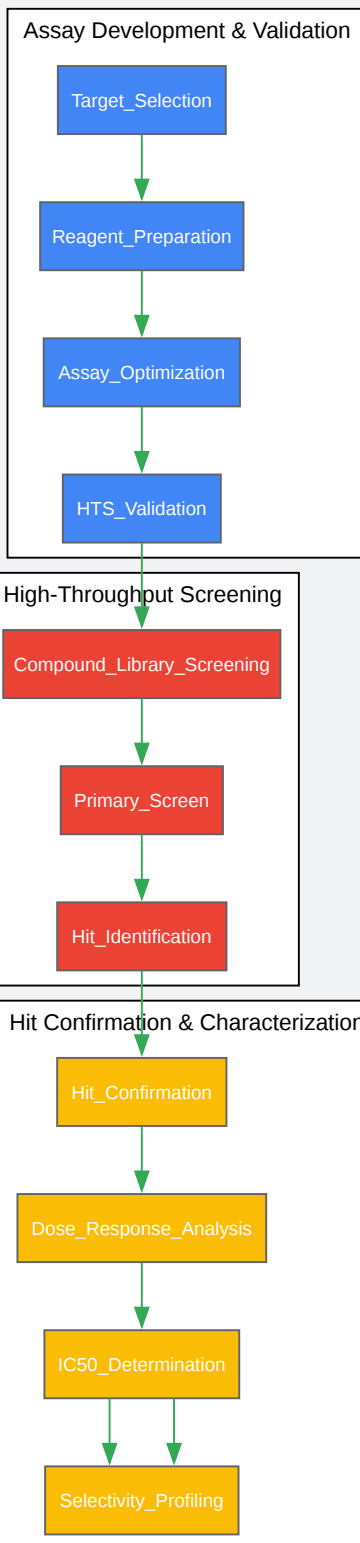 Assay Development & Validation
Target_Selection
Reagent_Preparation
Assay_Optimization
HTS_Validation
High-Throughput Screening
Compound_Library_Screening
Primary_Screen
Hit_Identification
Hit Confirmation & Characterization
Hit_Confirmation
Dose_Response_Analysis
IC50_Determination
Selectivity_Profiling